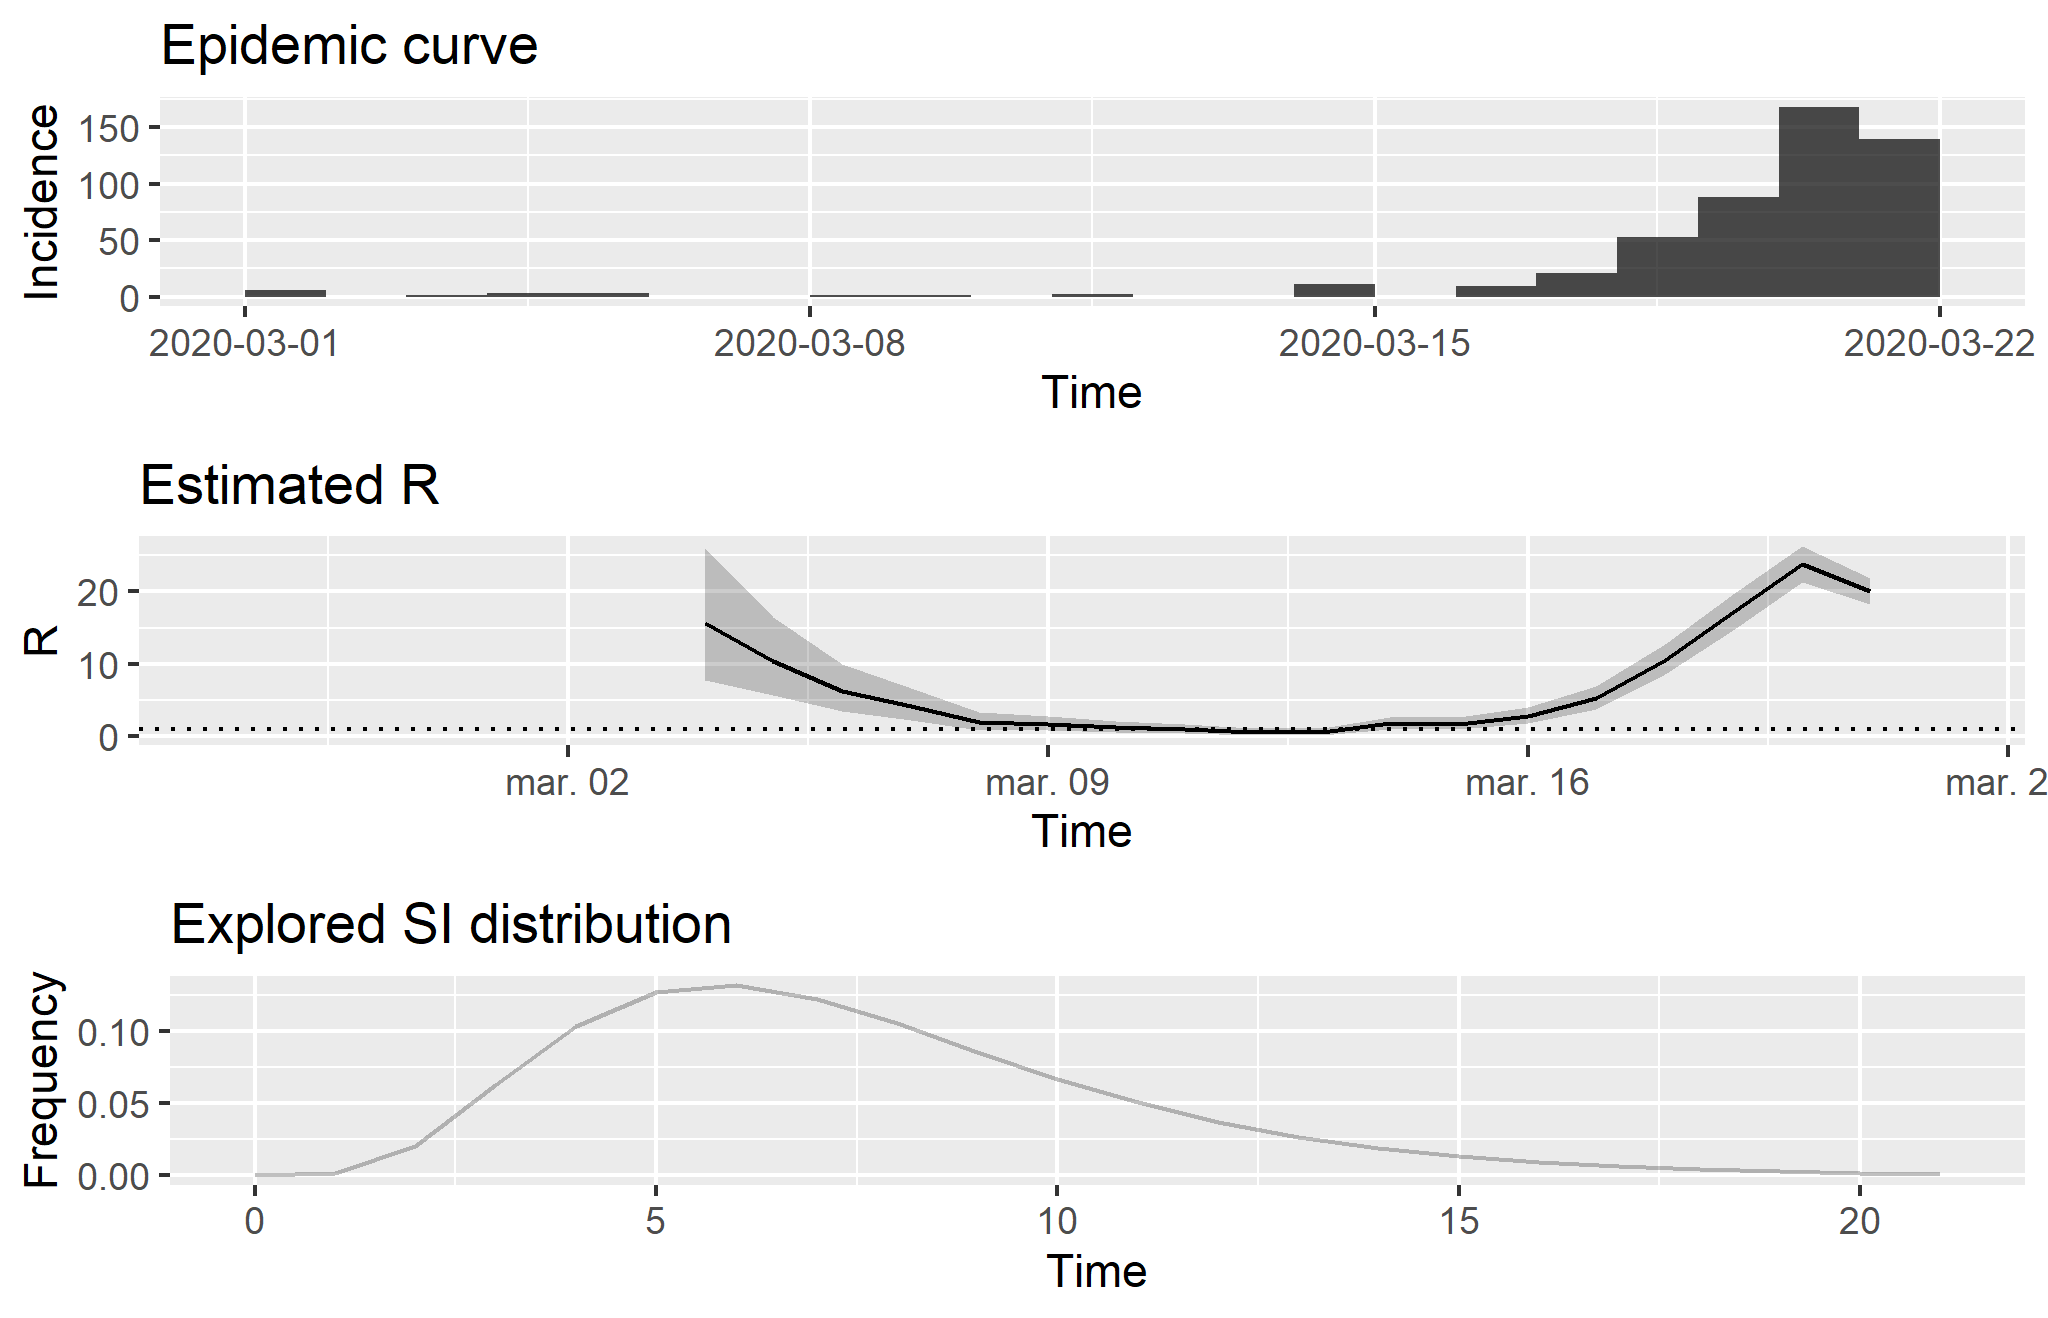 Epidemic curve
Incidence
150
100
50
0
2020-03-01 2020-03-08 2020-03-15 2020-03-22
Time
Estimated R
R
20
10
0
mar. 02 mar. 09 mar. 16 mar. 2
Time
Explored SI distribution
Frequency
0.10
0.05
0.00
0 5 10 15 20
Time